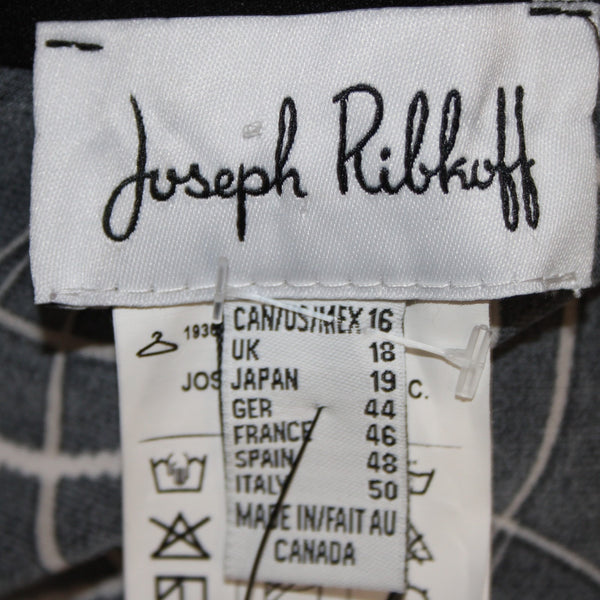 Joseph Ribkoff
CAN/US/MEX 16
UK 18
JAPAN 19
GER 44
FRANCE 46
SPAIN 48
ITALY 50
MADE IN/FAIT AU
CANADA